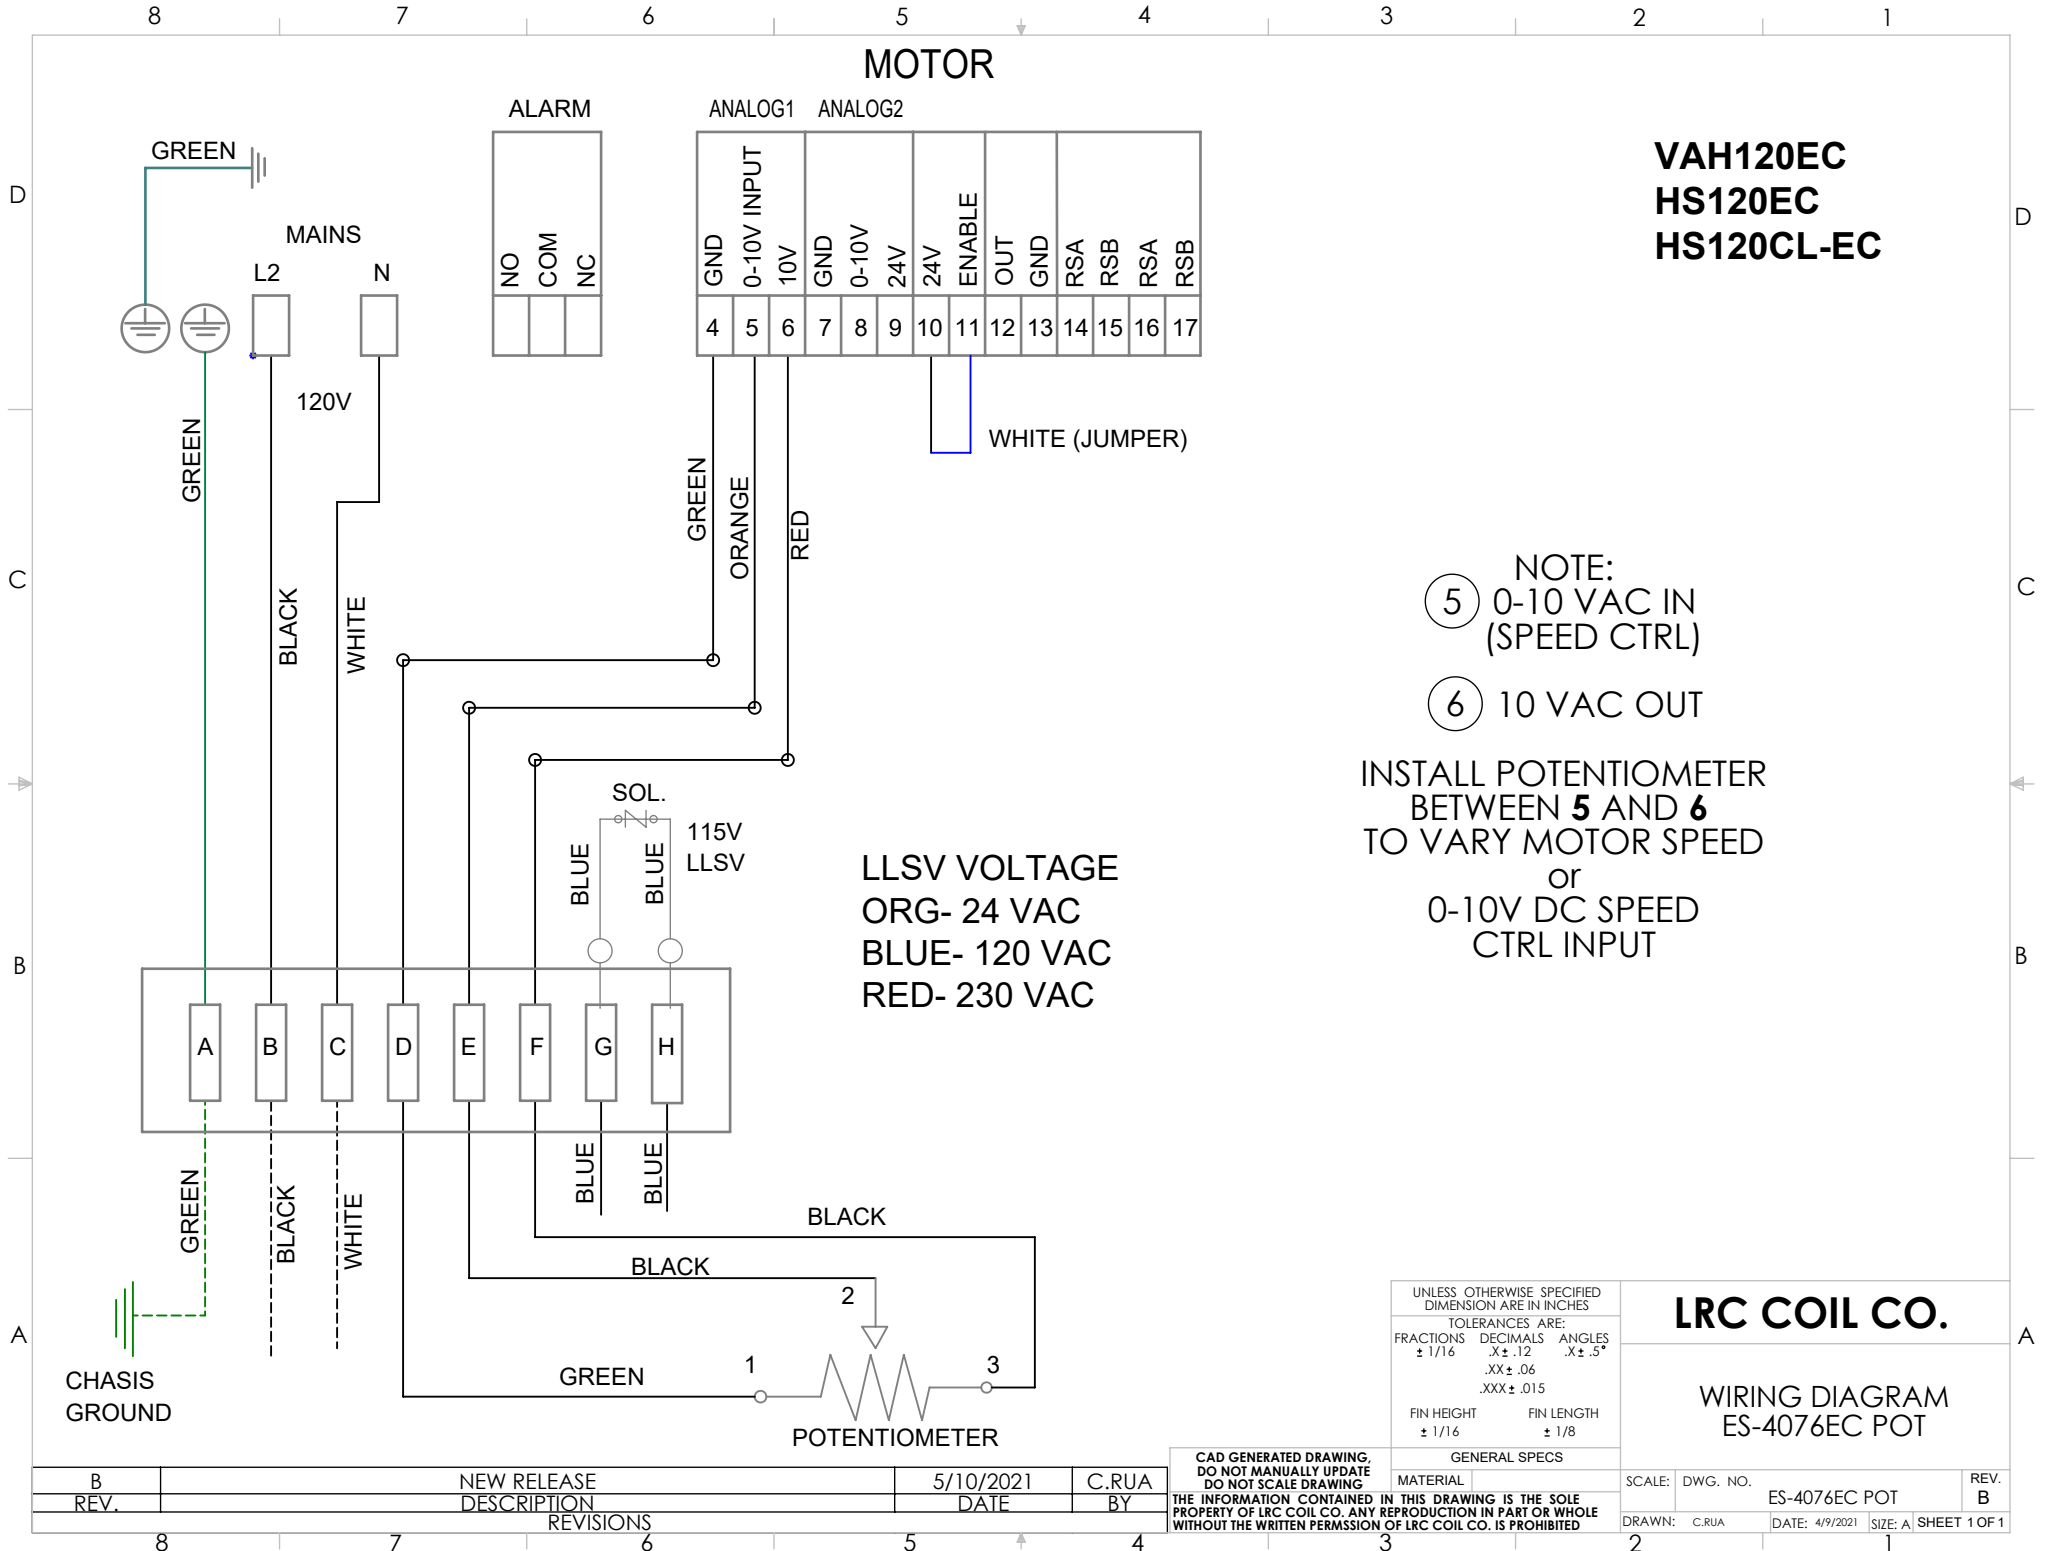 8 7 6 5 4 3 2 1
MOTOR
ALARM
ANALOG1 ANALOG2
GREEN
VAH120EC
HS120EC
HS120CL-EC
D
D
MAINS
L2 N
NO COM NC
GND 0-10V INPUT 10V GND 0-10V 24V 24V ENABLE OUT GND RSA RSB RSA RSB
4 5 6 7 8 9 10 11 12 13 14 15 16 17
120V
WHITE (JUMPER)
GREEN
GREEN
ORANGE
RED
BLACK
WHITE
C
C
NOTE:
5 0-10 VAC IN
(SPEED CTRL)
6 10 VAC OUT
INSTALL POTENTIOMETER
BETWEEN 5 AND 6
TO VARY MOTOR SPEED
or
0-10V DC SPEED
CTRL INPUT
SOL.
115V
LLSV
BLUE
BLUE
LLSV VOLTAGE
ORG- 24 VAC
BLUE- 120 VAC
RED- 230 VAC
B
B
A B C D E F G H
GREEN
BLACK
WHITE
BLUE
BLUE
BLACK
BLACK
2
GREEN
1
3
POTENTIOMETER
CHASIS
GROUND
A
A
UNLESS OTHERWISE SPECIFIED
DIMENSION ARE IN INCHES
TOLERANCES ARE:
FRACTIONS DECIMALS ANGLES
± 1/16 .X ± .12 .X ± .5°
.XX ± .06
.XXX ± .015
FIN HEIGHT FIN LENGTH
± 1/16 ± 1/8
GENERAL SPECS
MATERIAL
LRC COIL CO.
WIRING DIAGRAM
ES-4076EC POT
SCALE: DWG. NO. REV.
ES-4076EC POT B
DRAWN: C.RUA DATE: 4/9/2021 SIZE: A SHEET 1 OF 1
CAD GENERATED DRAWING,
DO NOT MANUALLY UPDATE
DO NOT SCALE DRAWING
THE INFORMATION CONTAINED IN THIS DRAWING IS THE SOLE
PROPERTY OF LRC COIL CO. ANY REPRODUCTION IN PART OR WHOLE
WITHOUT THE WRITTEN PERMSSION OF LRC COIL CO. IS PROHIBITED
B NEW RELEASE 5/10/2021 C.RUA
REV. DESCRIPTION DATE BY
REVISIONS
8 7 6 5 4 3 2 1